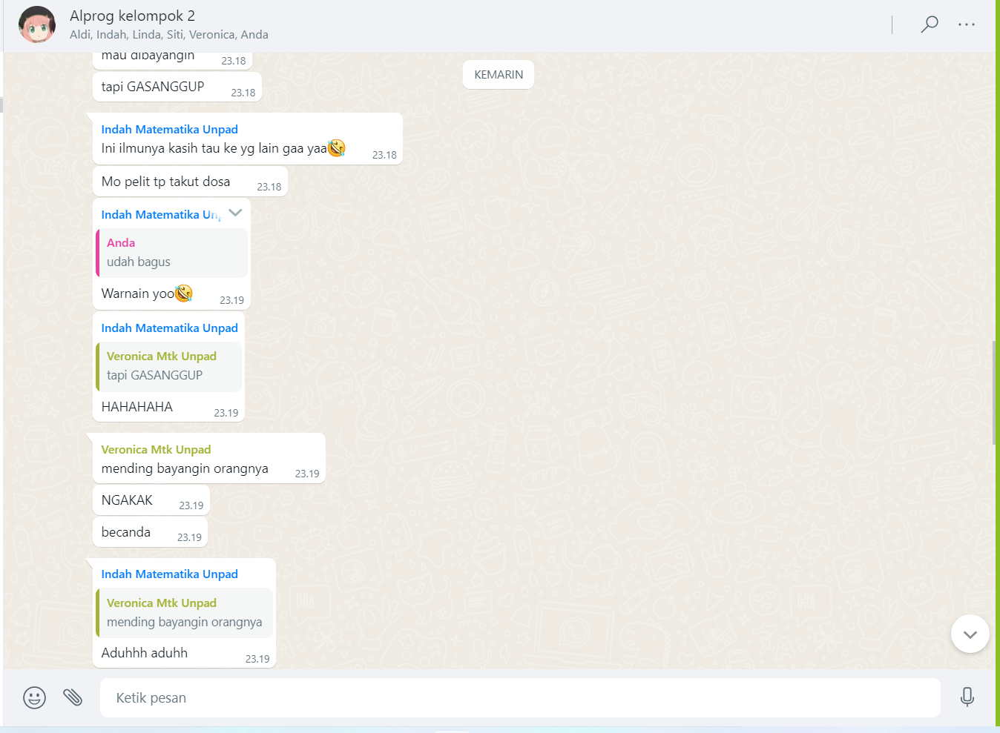 Alprog kelompok 2
Aldi, Indah, Linda, Siti, Veronica, Anda
KEMARIN
mau dibayangin 23.18
tapi GASANGGUP 23.18
Indah Matematika Unpad
Ini ilmunya kasih tau ke yg lain gaa yaa🤣 23.18
Mo pelit tp takut dosa 23.18
Indah Matematika Unp
Anda
udah bagus
Warnain yoo🤣 23.19
Indah Matematika Unpad
Veronica Mtk Unpad
tapi GASANGGUP
HAHAHAHA 23.19
Veronica Mtk Unpad
mending bayangin orangnya 23.19
NGAKAK 23.19
becanda 23.19
Indah Matematika Unpad
Veronica Mtk Unpad
mending bayangin orangnya
Aduhhh aduhh 23.19
Ketik pesan